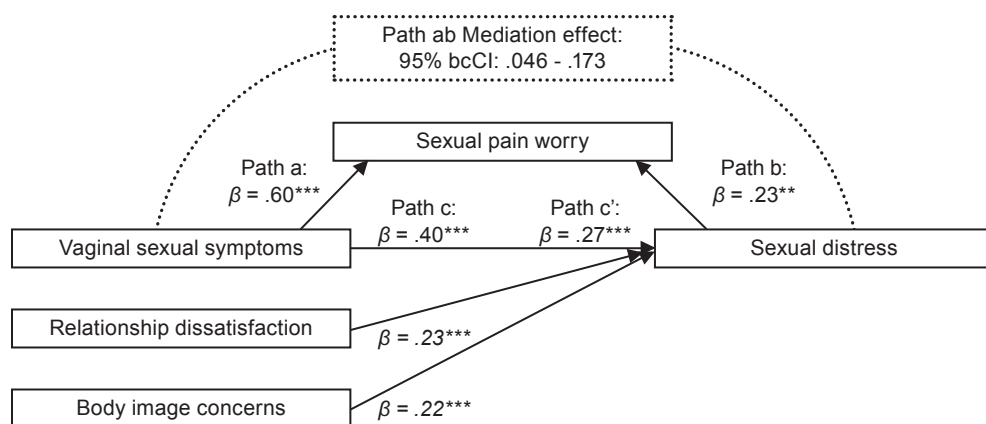 Path ab Mediation effect:
95% bcCI: .046 - .173
Sexual pain worry
Path a:
β = .60***
Path b:
β = .23**
Path c:
β = .40***
Path c':
β = .27***
Vaginal sexual symptoms
Sexual distress
Relationship dissatisfaction
β = .23***
Body image concerns
β = .22***